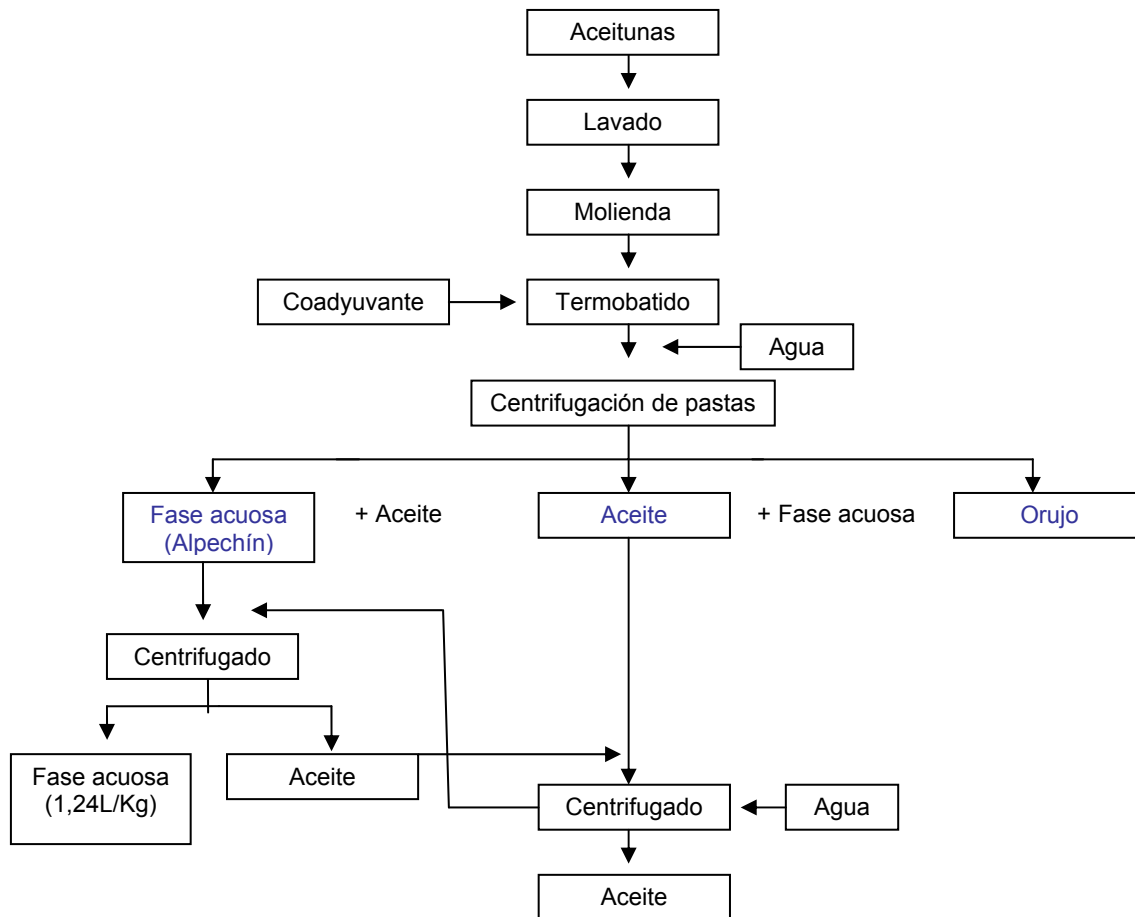 Aceitunas
Lavado
Molienda
Coadyuvante
Termobatido
Agua
Centrifugación de pastas
Fase acuosa
(Alpechín)
+ Aceite
Aceite
+ Fase acuosa
Orujo
Centrifugado
Fase acuosa
(1,24L/Kg)
Aceite
Centrifugado
Agua
Aceite